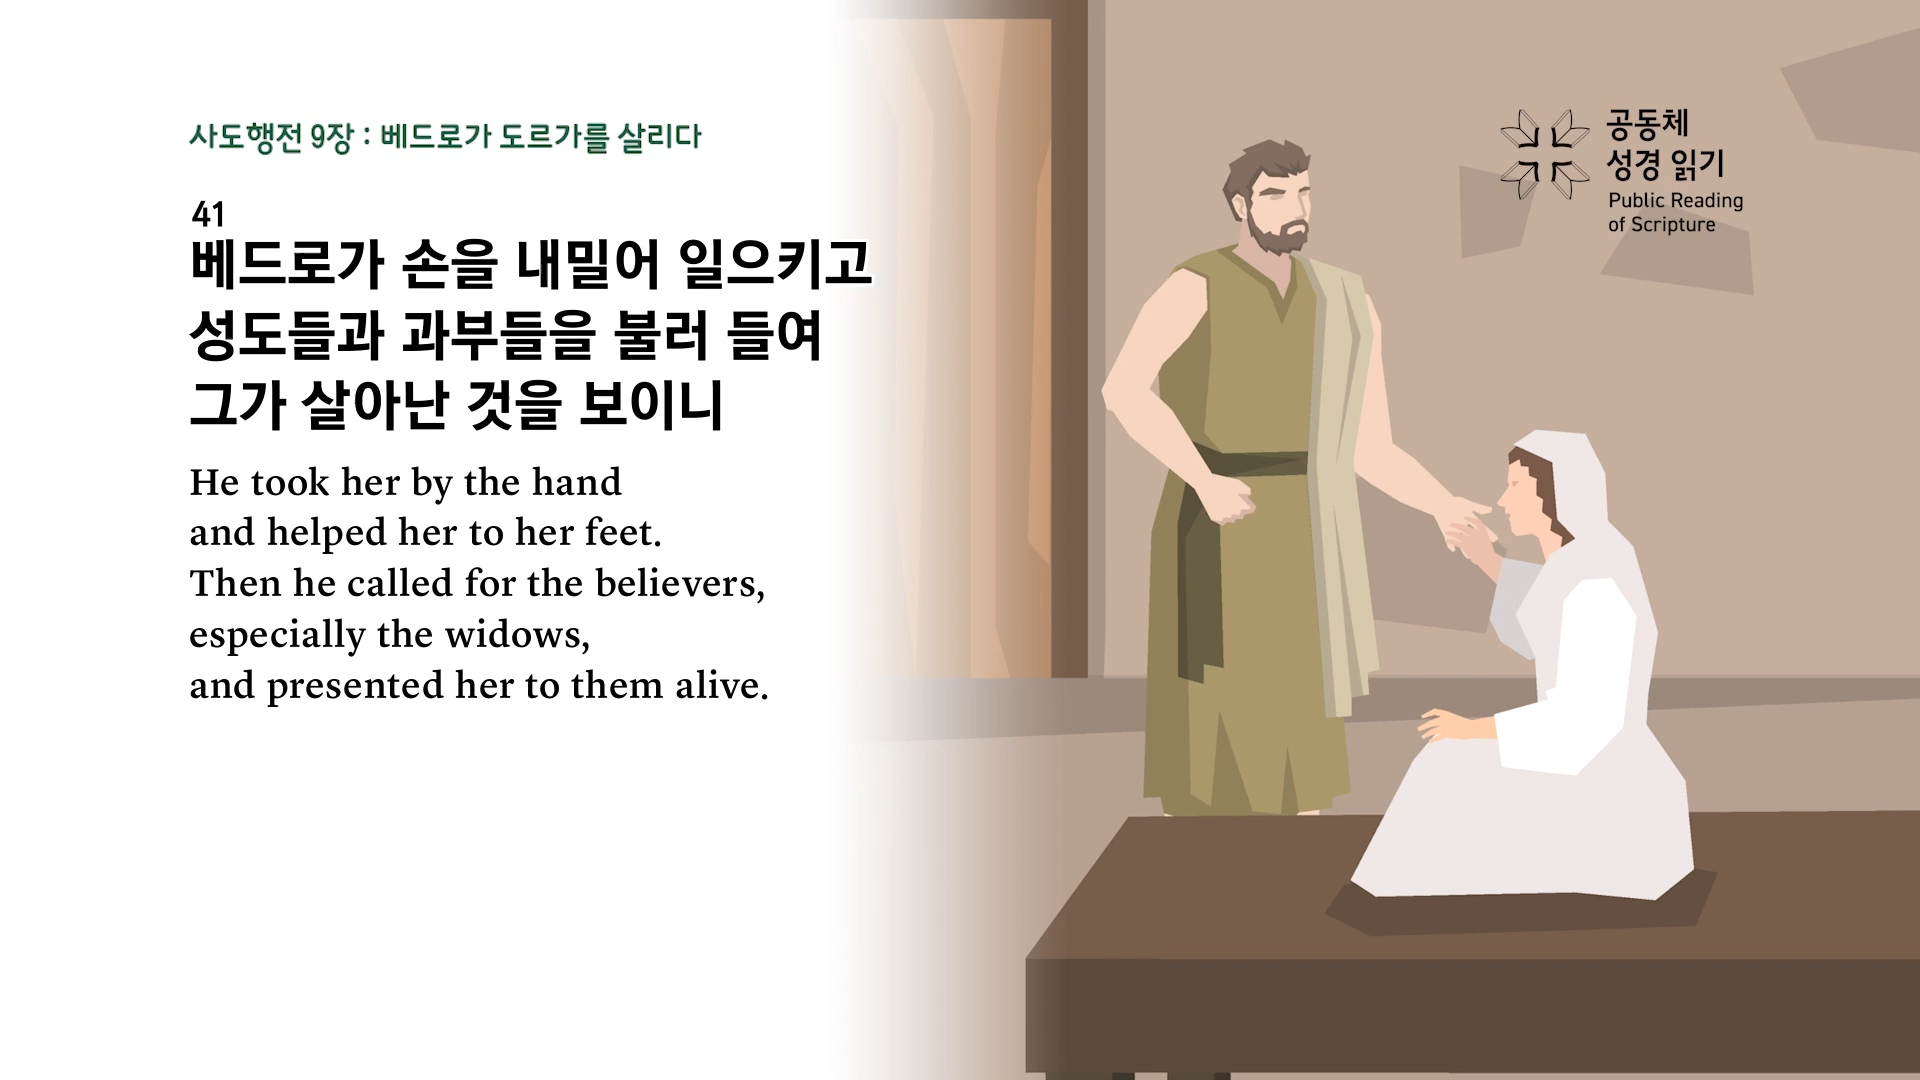 사도행전 9장 : 베드로가 도르가를 살리다
41
베드로가 손을 내밀어 일으키고
성도들과 과부들을 불러 들여
그가 살아난 것을 보이니
He took her by the hand
and helped her to her feet.
Then he called for the believers,
especially the widows,
and presented her to them alive.
공동체
성경 읽기
Public Reading
of Scripture